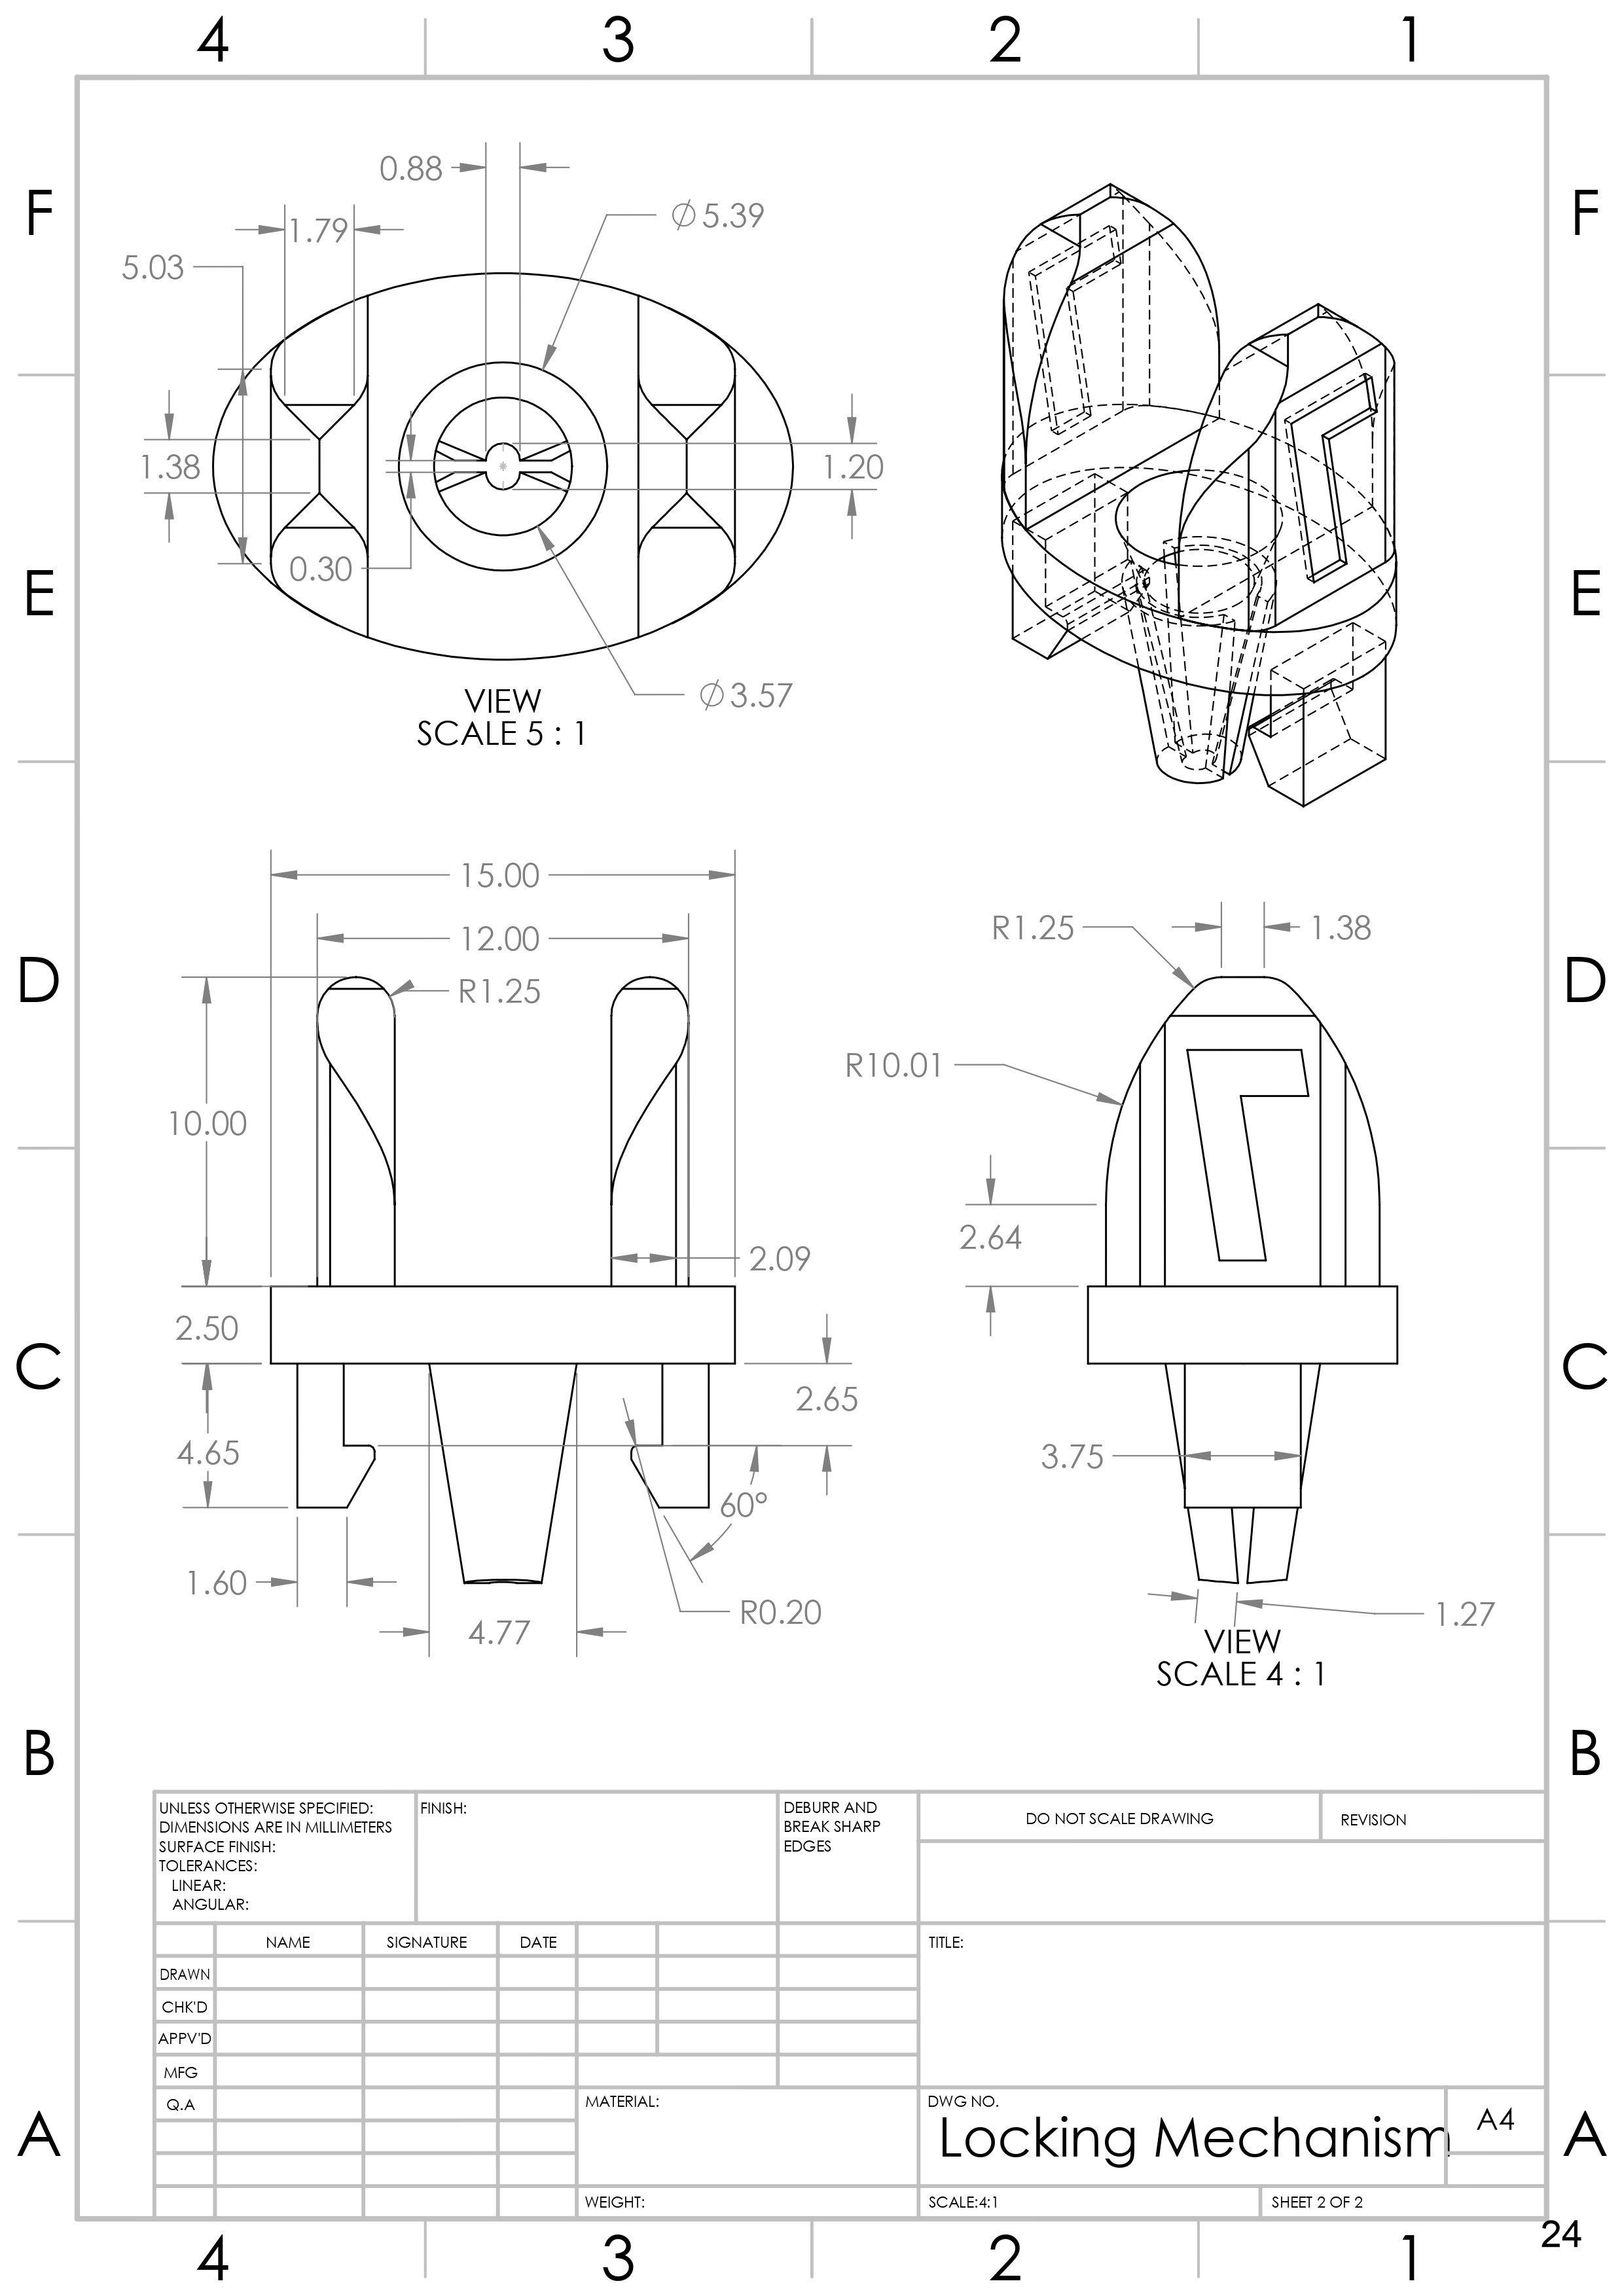 4 3 2 1
F F
0.88
1.79
⌀5.39
5.03
1.38
1.20
0.30
E E
⌀3.57
VIEW
SCALE 5 : 1
15.00
12.00
R1.25
1.38
R1.25
D D
R10.01
10.00
2.64
2.09
2.50
C C
2.65
4.65
3.75
60°
1.60
R0.20
4.77
1.27
VIEW
SCALE 4 : 1
B B
UNLESS OTHERWISE SPECIFIED:
DIMENSIONS ARE IN MILLIMETERS
SURFACE FINISH:
TOLERANCES:
LINEAR:
ANGULAR:
FINISH:
DEBURR AND
BREAK SHARP
EDGES
DO NOT SCALE DRAWING
REVISION
NAME SIGNATURE DATE
TITLE:
DRAWN
CHK'D
APPV'D
MFG
Q.A
MATERIAL:
DWG NO.
Locking Mechanism
A4
A A
WEIGHT:
SCALE:4:1
SHEET 2 OF 2
24
4 3 2 1